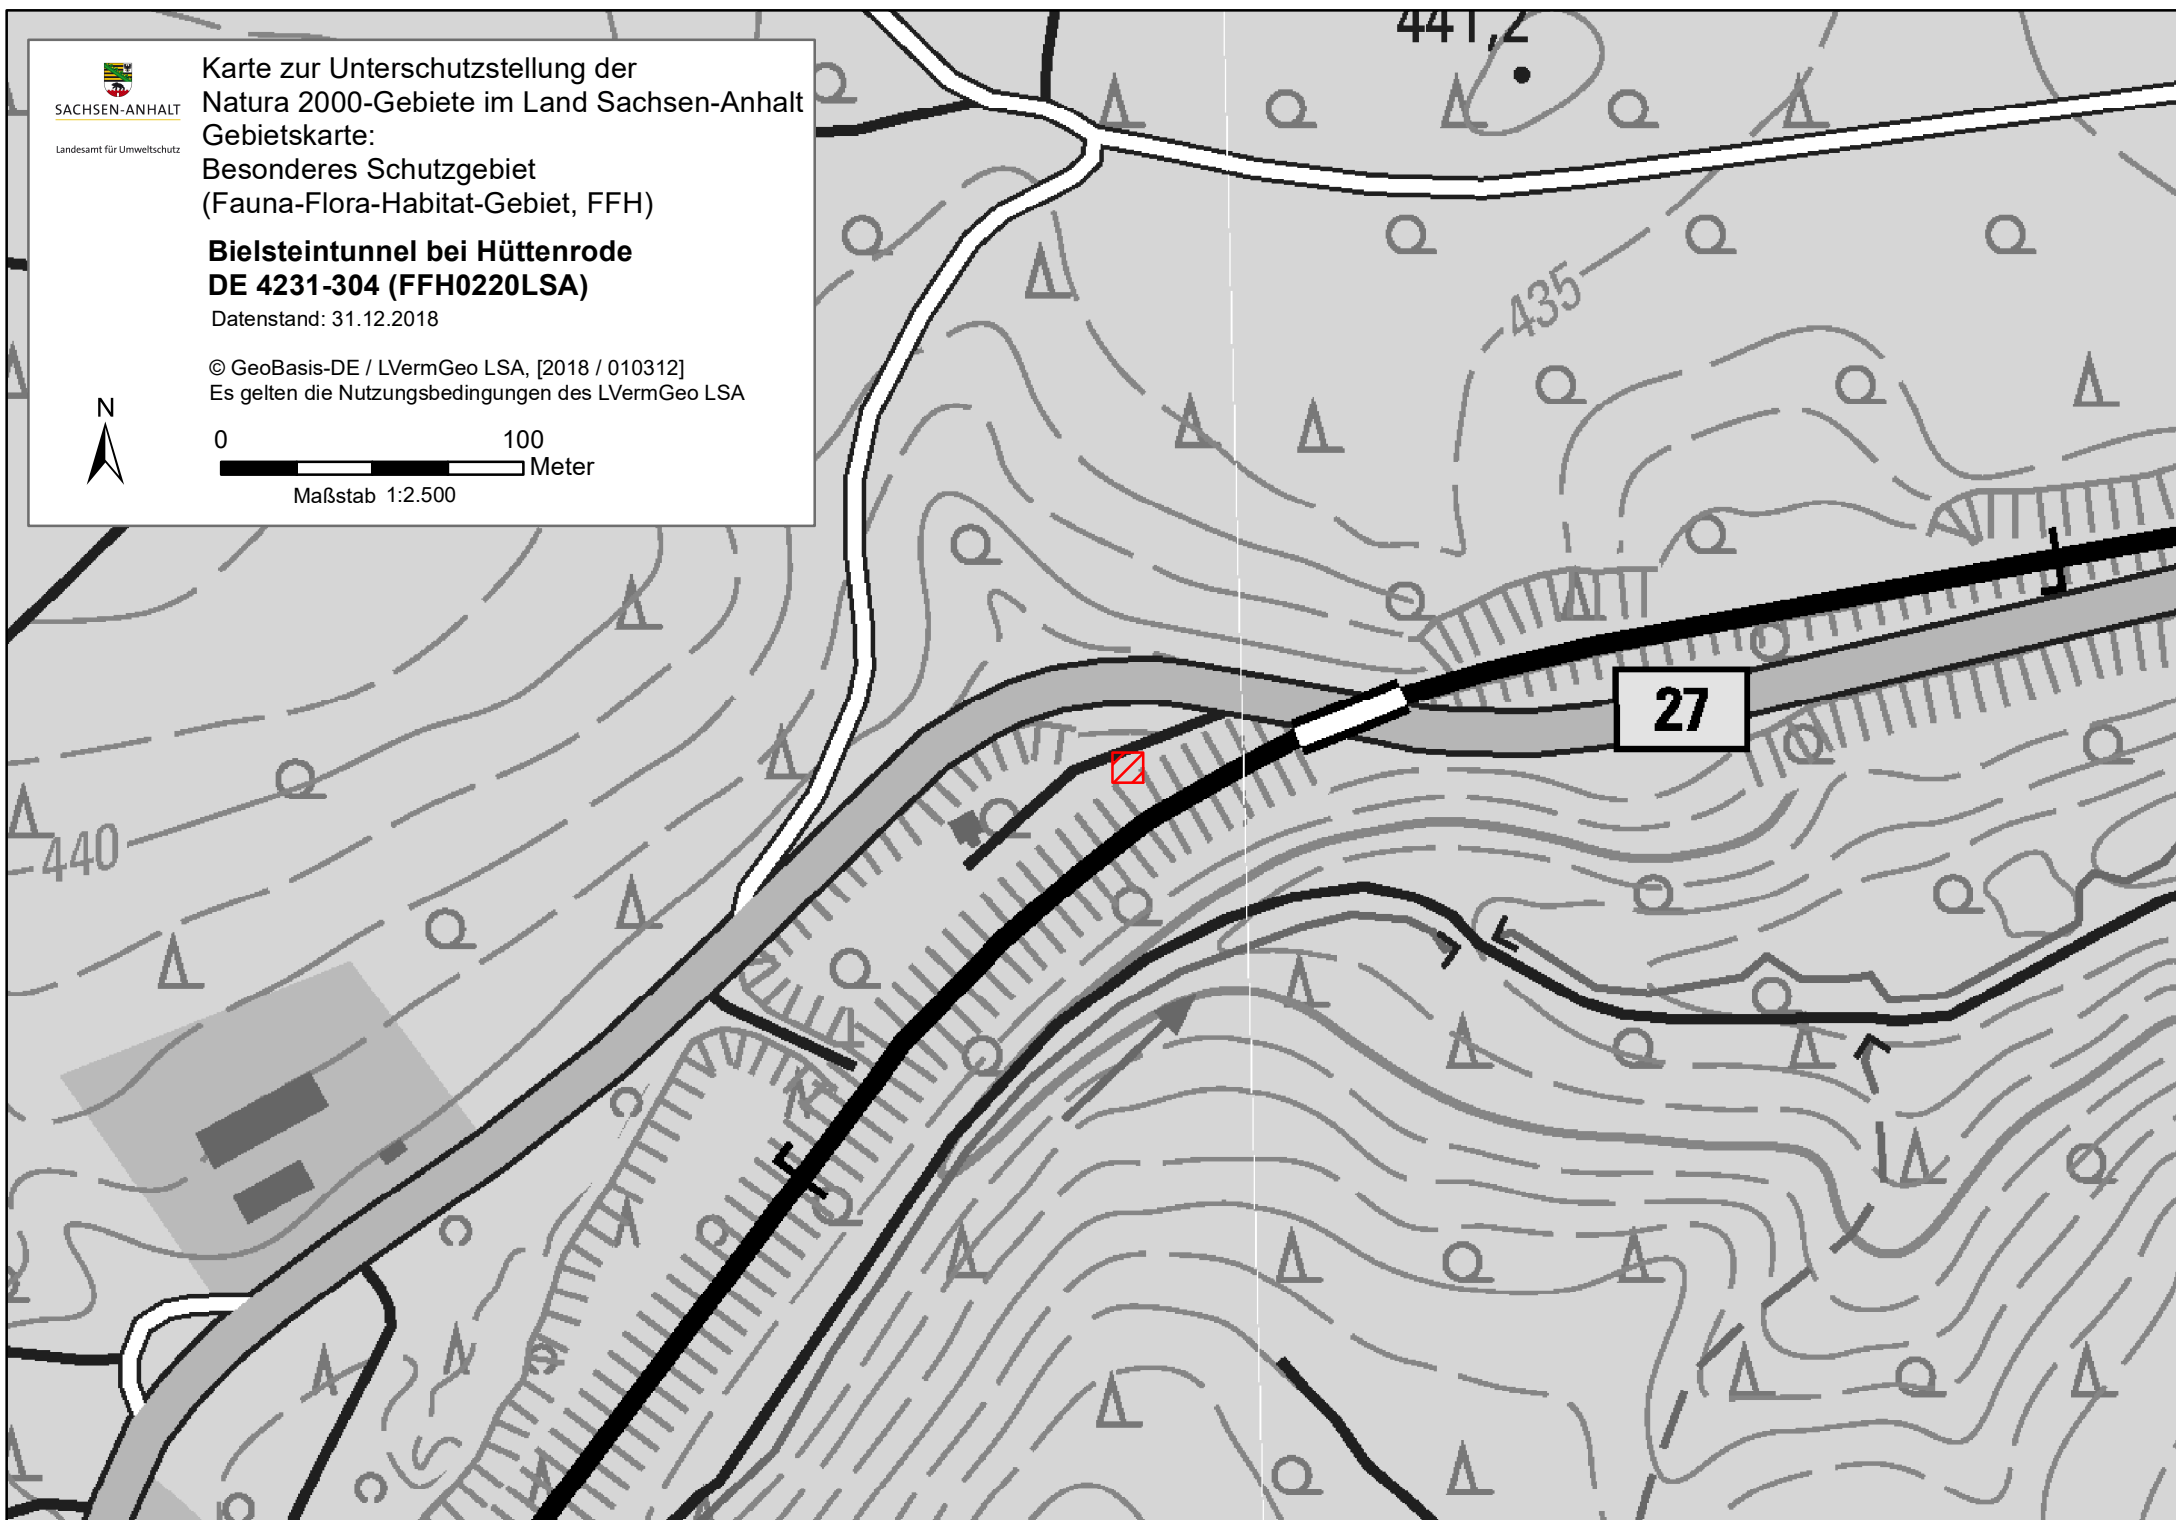 441,2
SACHSEN-ANHALT
Landesamt für Umweltschutz
Karte zur Unterschutzstellung der
Natura 2000-Gebiete im Land Sachsen-Anhalt
Gebietskarte:
Besonderes Schutzgebiet
(Fauna-Flora-Habitat-Gebiet, FFH)
Bielsteintunnel bei Hüttenrode
DE 4231-304 (FFH0220LSA)
Datenstand: 31.12.2018
© GeoBasis-DE / LVermGeo LSA, [2018 / 010312]
Es gelten die Nutzungsbedingungen des LVermGeo LSA
N
0 100
Meter
Maßstab 1:2.500
435
27
440